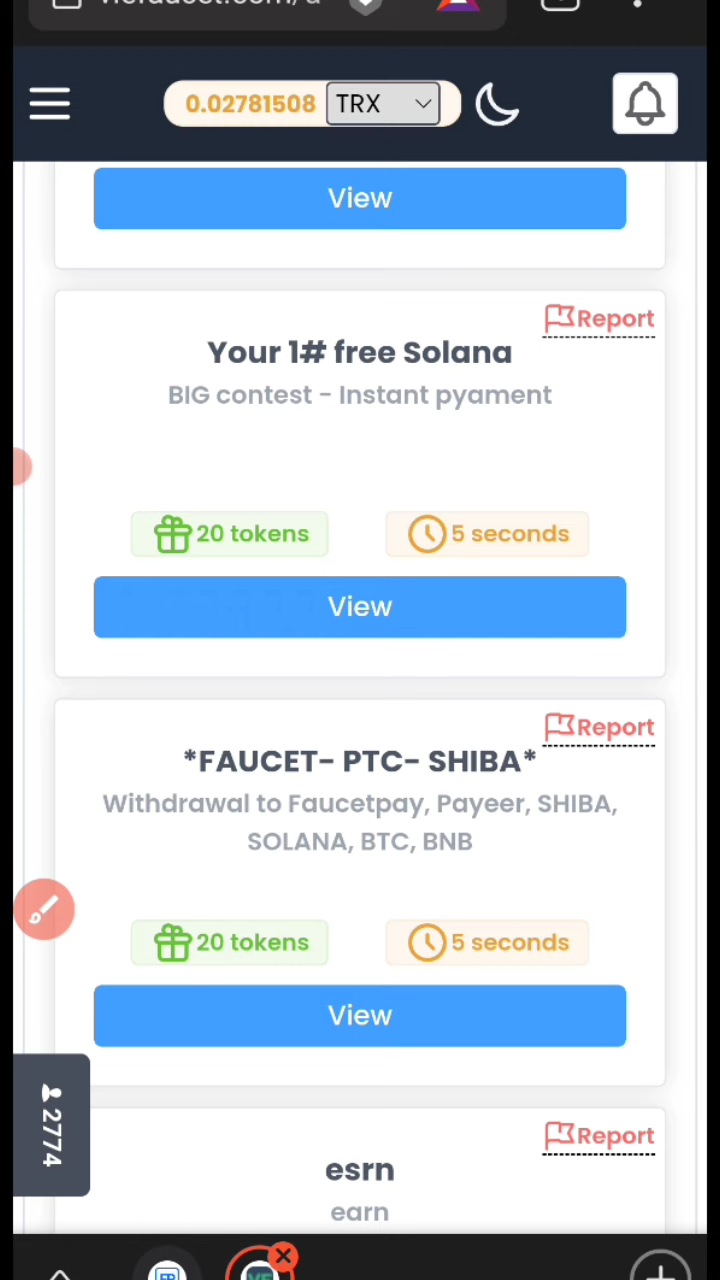 0.02781508 TRX
View
Report
Your 1# free Solana
BIG contest - Instant pyament
20 tokens 5 seconds
View
Report
*FAUCET- PTC- SHIBA*
Withdrawal to Faucetpay, Payeer, SHIBA,
SOLANA, BTC, BNB
20 tokens 5 seconds
View
2774
Report
esrn
earn